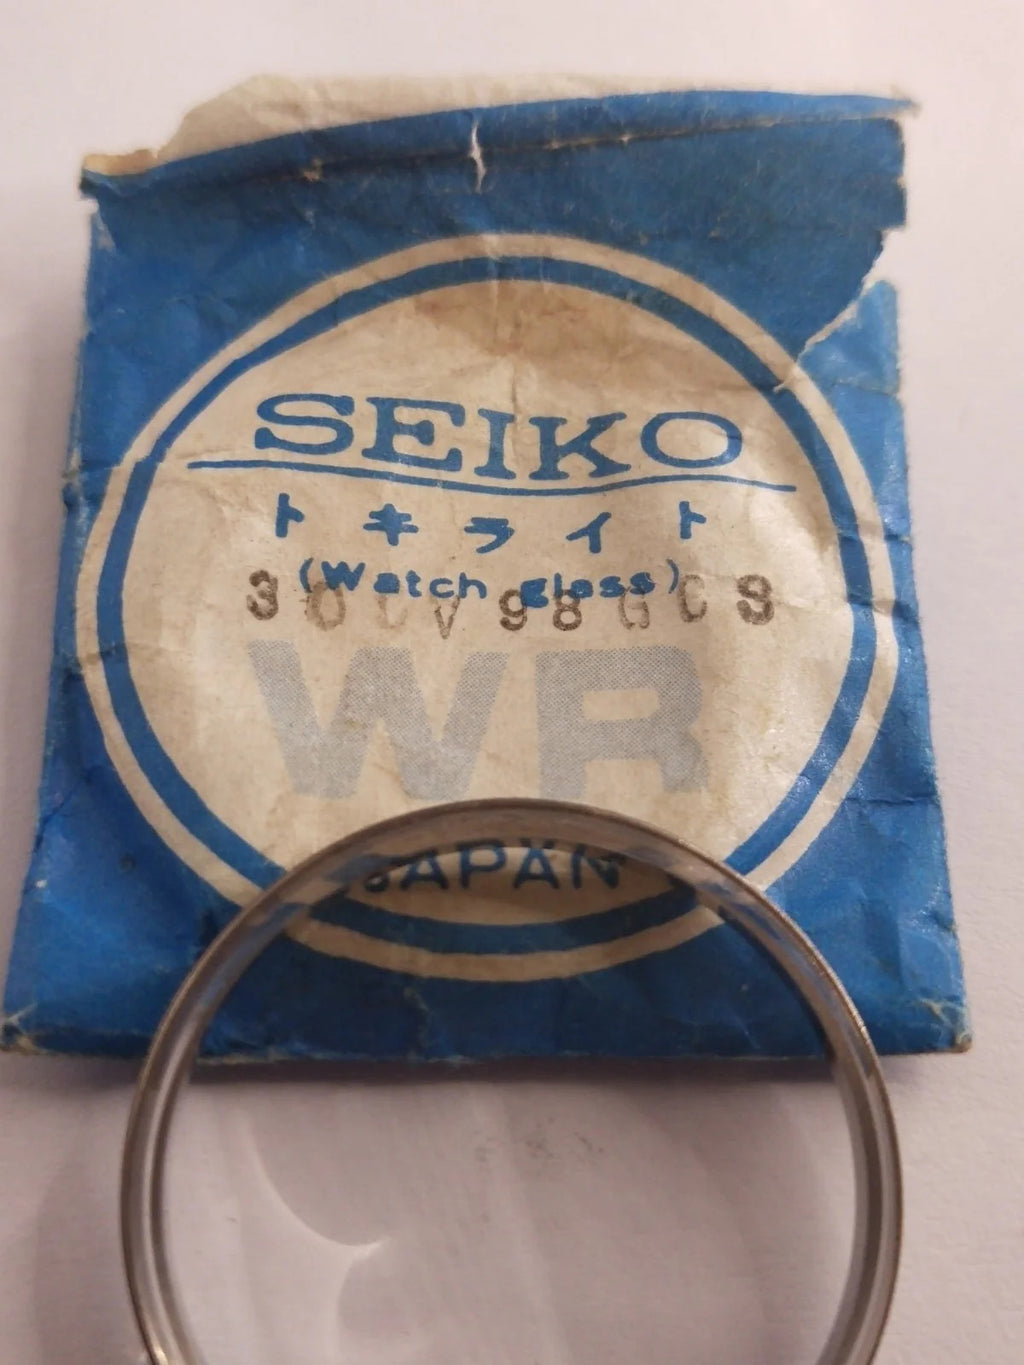 SEIKO
トキライト
(Watch glass)
WR
JAPAN